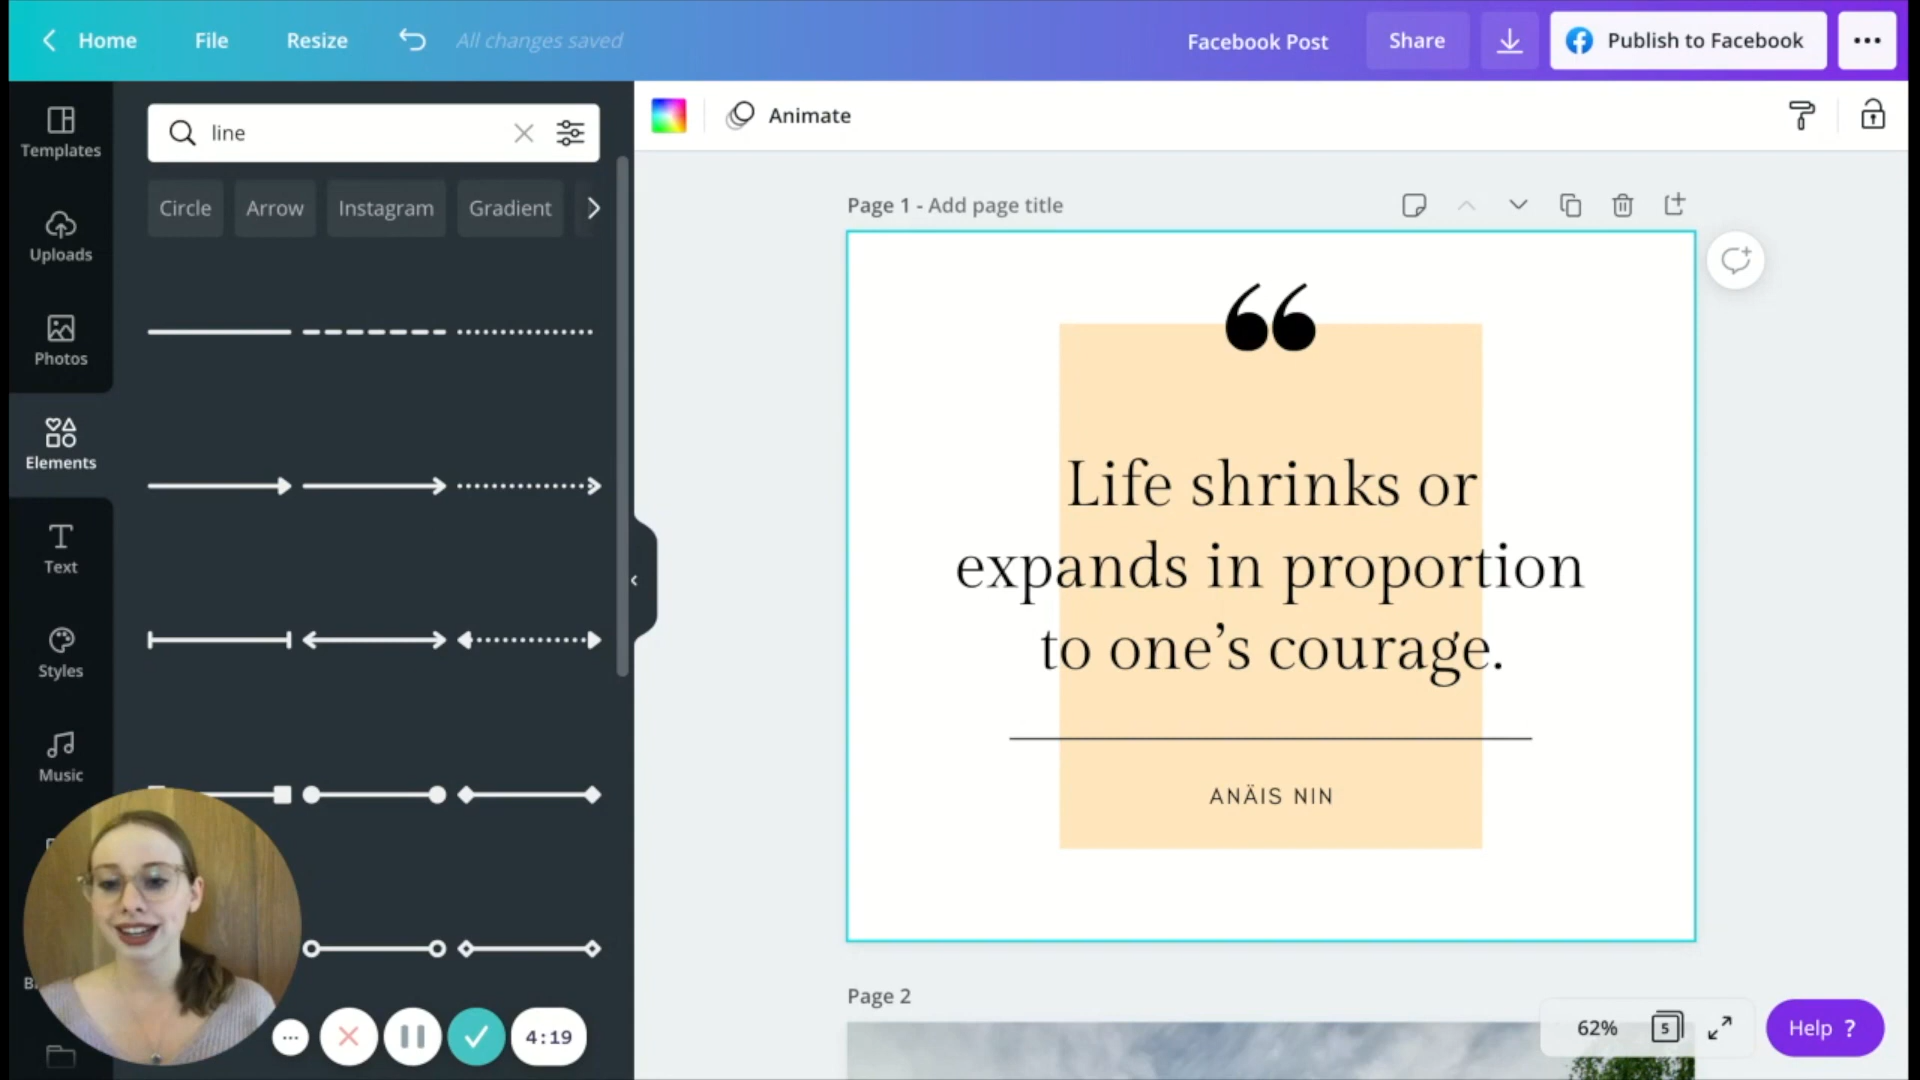 Home
File
Resize
All changes saved
Facebook Post
Share
Publish to Facebook
Templates
Uploads
Photos
Elements
Text
Styles
Music
line
Circle
Arrow
Instagram
Gradient
Animate
Page 1 - Add page title
“
Life shrinks or
expands in proportion
to one’s courage.
ANÄIS NIN
Page 2
4:19
62%
5
Help ?